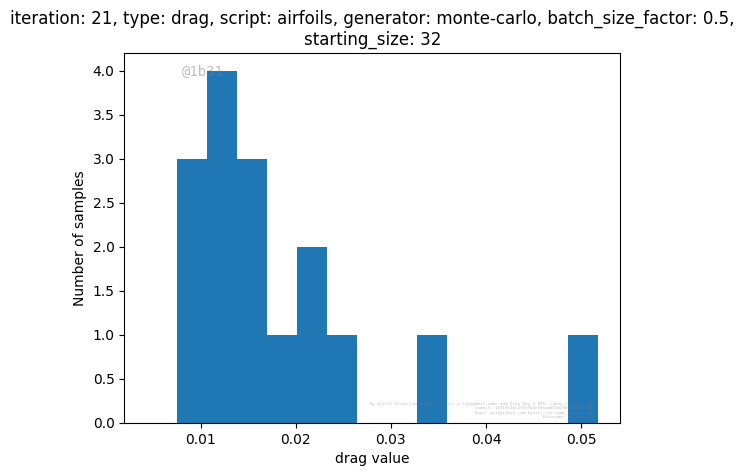 iteration: 21, type: drag, script: airfoils, generator: monte-carlo, batch_size_factor: 0.5,
starting_size: 32
@1b31
4.0
3.5
3.0
2.5
2.0
1.5
1.0
0.5
0.0
Number of samples
0.01 0.02 0.03 0.04 0.05
drag value